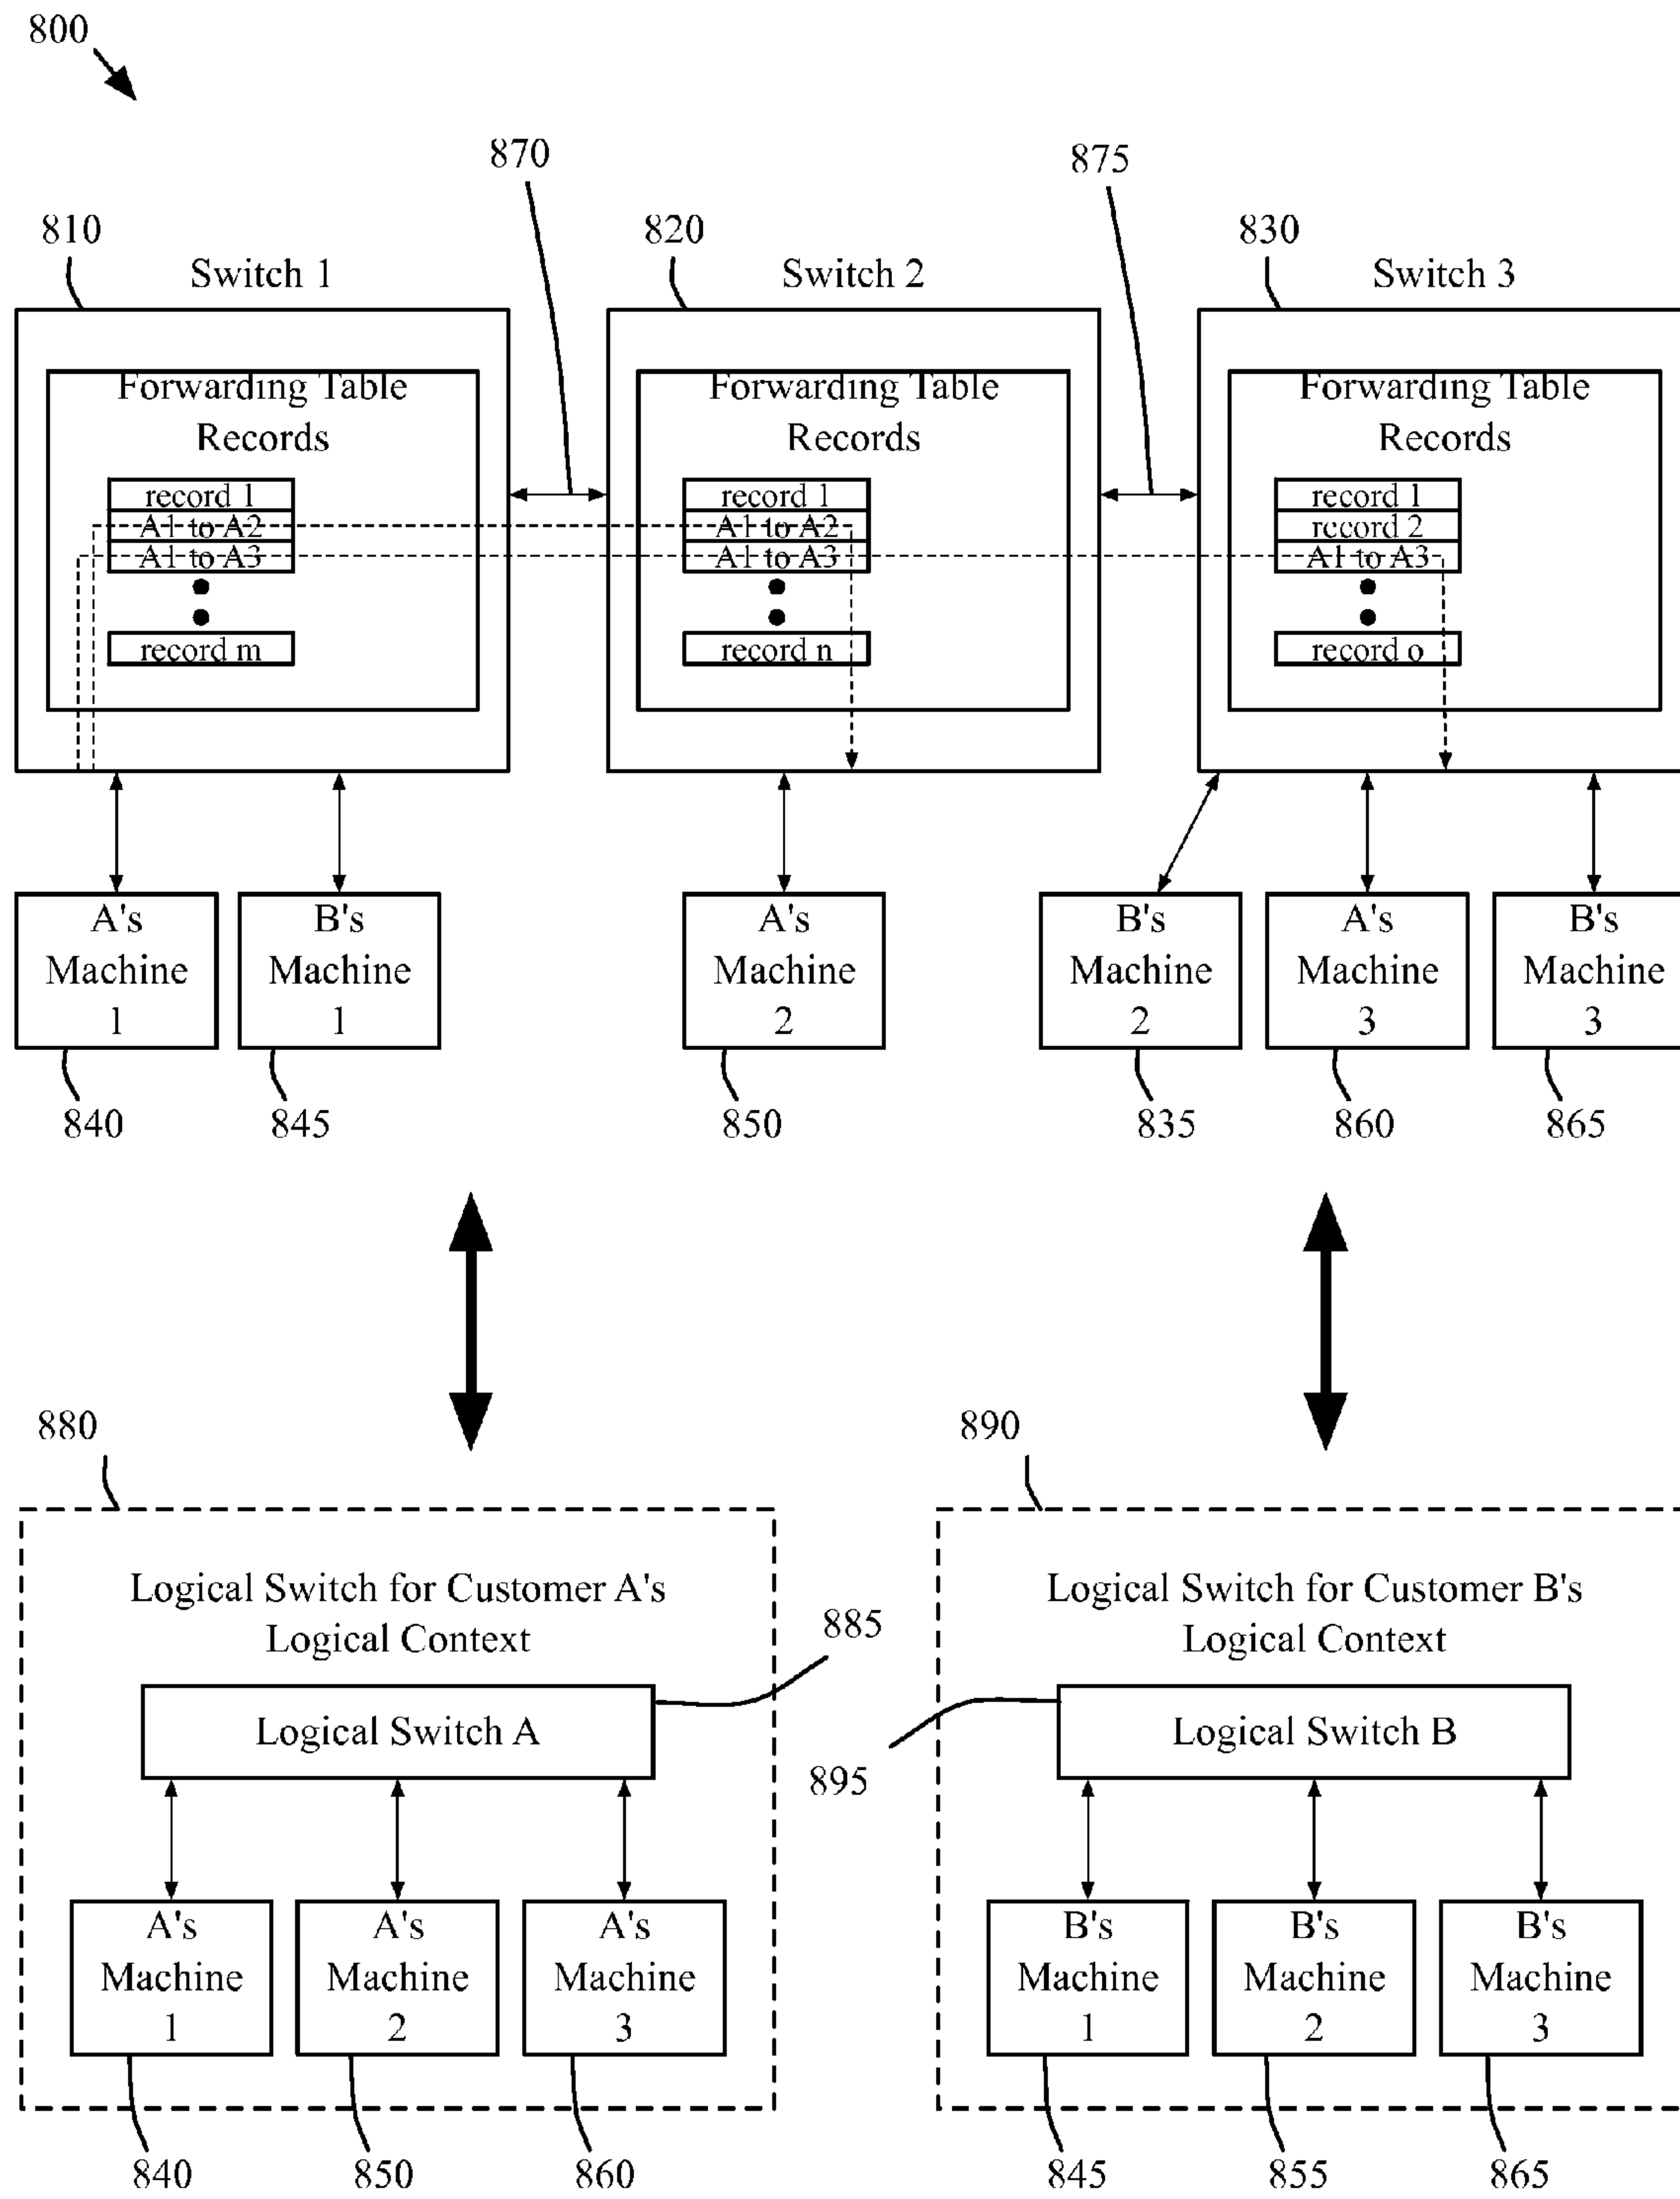 800
870
875
810
820
830
Switch 1
Switch 2
Switch 3
Forwarding Table
Records
record 1
A1 to A2
A1 to A3
record m
Forwarding Table
Records
record 1
A1 to A2
A1 to A3
record n
Forwarding Table
Records
record 1
record 2
A1 to A3
record o
A's
Machine
1
B's
Machine
1
A's
Machine
2
B's
Machine
2
A's
Machine
3
B's
Machine
3
840
845
850
835
860
865
880
890
Logical Switch for Customer A's
Logical Context
885
Logical Switch A
Logical Switch for Customer B's
Logical Context
895
Logical Switch B
A's
Machine
1
A's
Machine
2
A's
Machine
3
B's
Machine
1
B's
Machine
2
B's
Machine
3
840
850
860
845
855
865